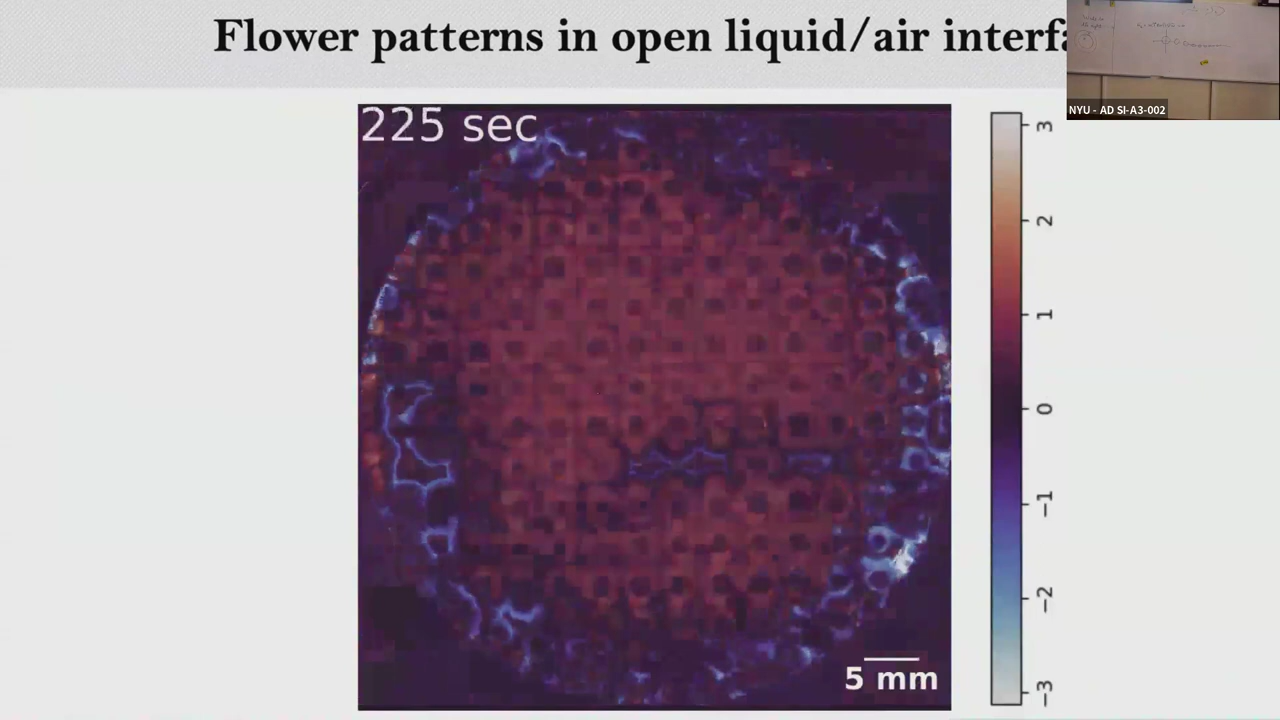 Flower patterns in open liquid/air interfa
NYU - AD SI-A3-002
225 sec
3
2
1
0
−1
−2
−3
5 mm